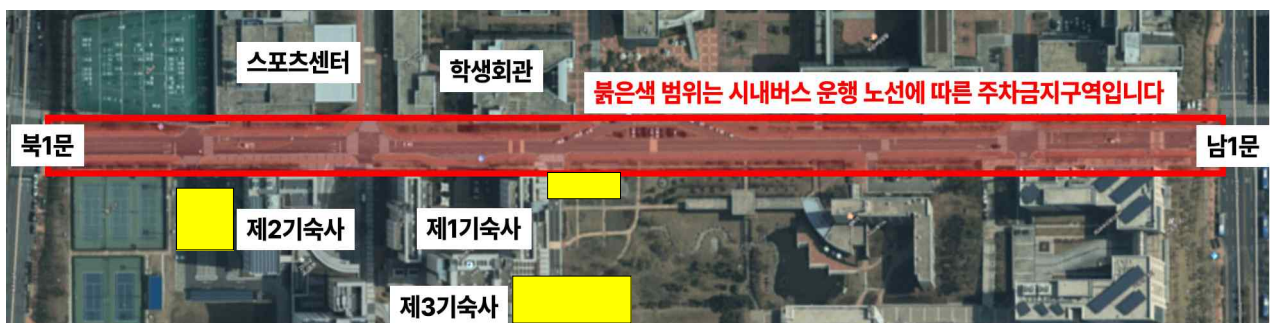 스포츠센터
학생회관
붉은색 범위는 시내버스 운행 노선에 따른 주차금지구역입니다
북1문
남1문
제2기숙사
제1기숙사
제3기숙사